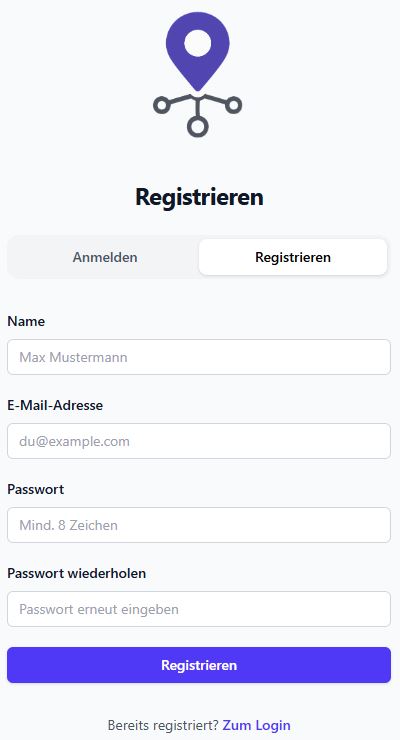 Registrieren
Anmelden Registrieren
Name
Max Mustermann
E-Mail-Adresse
du@example.com
Passwort
Mind. 8 Zeichen
Passwort wiederholen
Passwort erneut eingeben
Registrieren
Bereits registriert? Zum Login